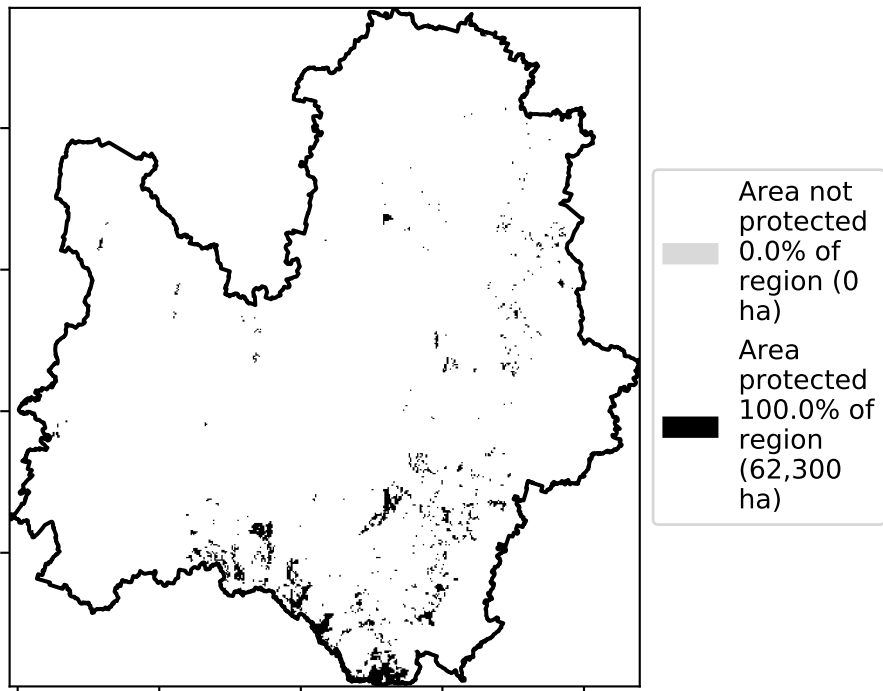 Area not
protected
0.0% of
region (0
ha)
Area
protected
100.0% of
region
(62,300
ha)